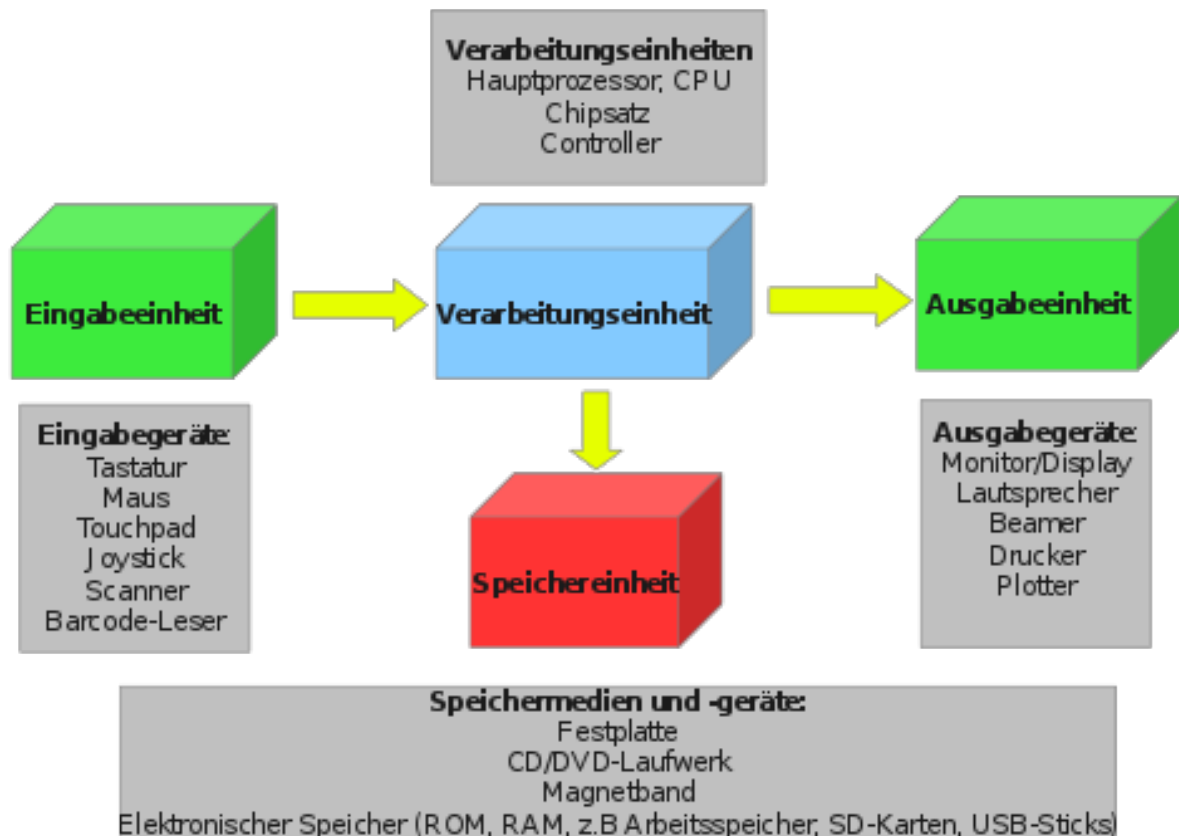 Verarbeitungseinheiten
Hauptprozessor, CPU
Chipsatz
Controller
Eingabeeinheit
Verarbeitungseinheit
Ausgabeeinheit
Eingabegeräte:
Tastatur
Maus
Touchpad
Joystick
Scanner
Barcode-Leser
Ausgabegeräte:
Monitor/Display
Lautsprecher
Beamer
Drucker
Plotter
Speichereinheit
Speichermedien und -geräte:
Festplatte
CD/DVD-Laufwerk
Magnetband
Elektronischer Speicher (ROM, RAM, z.B Arbeitsspeicher, SD-Karten, USB-Sticks)